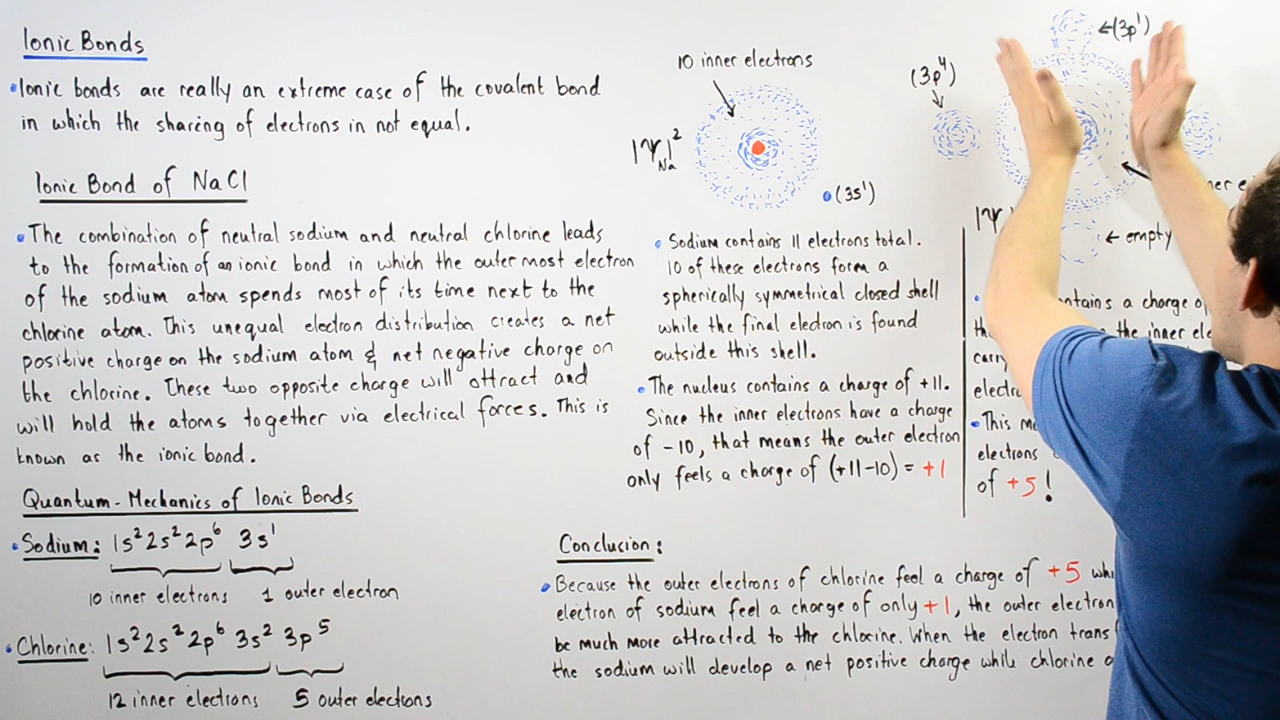 Ionic Bonds
• Ionic bonds are really an extreme case of the covalent bond
in which the sharing of electrons in not equal.
Ionic Bond of NaCl
• The combination of neutral sodium and neutral chlorine leads
to the formation of an ionic bond in which the outer most electron
of the sodium atom spends most of its time next to the
chlorine atom. This unequal electron distribution creates a net
positive charge on the sodium atom & net negative charge on
the chlorine. These two opposite charge will attract and
will hold the atoms together via electrical forces. This is
known as the ionic bond.
Quantum-Mechanics of Ionic Bonds
• Sodium: 1s² 2s² 2p⁶ 3s¹
10 inner electrons 1 outer electron
• Chlorine: 1s² 2s² 2p⁶ 3s² 3p⁵
12 inner electrons 5 outer electrons
10 inner electrons
|Ψ_Na|²
(3s¹)
• Sodium contains 11 electrons total.
10 of these electrons form a
spherically symmetrical closed shell
while the final electron is found
outside this shell.
• The nucleus contains a charge of +11.
Since the inner electrons have a charge
of -10, that means the outer electron
only feels a charge of (+11-10) = +1
(3p¹)
(3p⁴)
|Ψ
← empty
a charge
the inner
• This
electrons
of +5!
Conclusion:
• Because the outer electrons of chlorine feel a charge of +5
electron of sodium feel a charge of only +1, the outer electron
be much more attracted to the chlorine. When the electron
the sodium will develop a net positive charge while chlorine